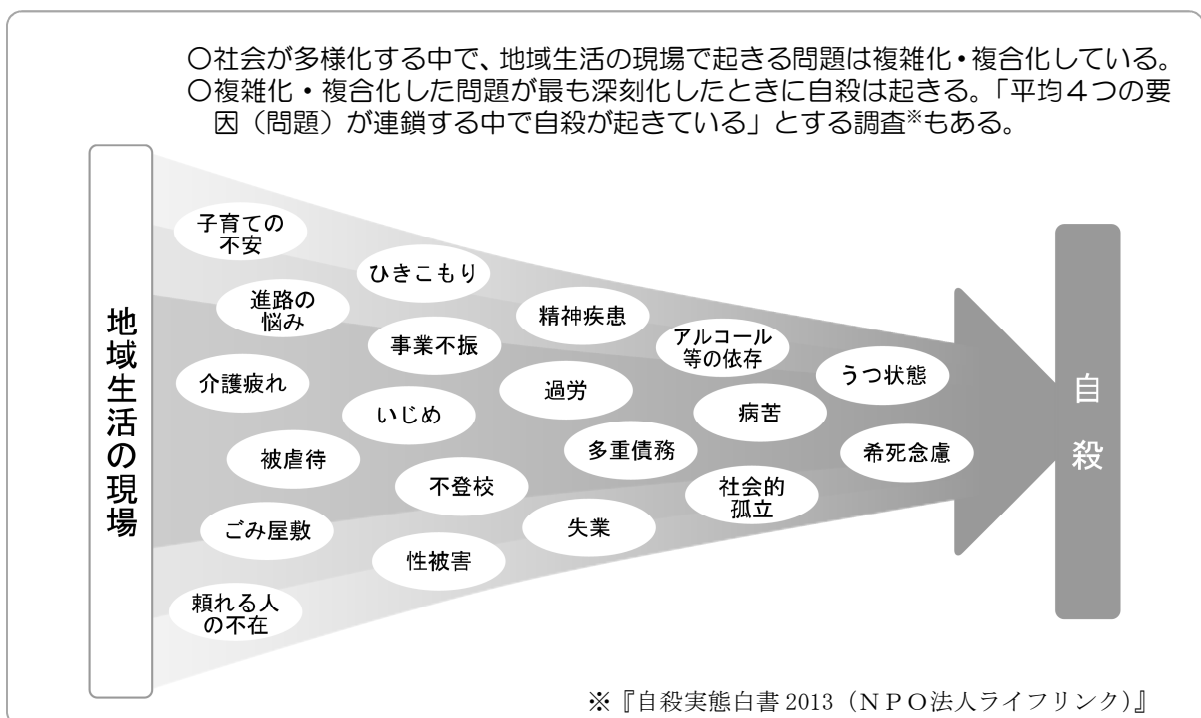 〇社会が多様化する中で、地域生活の現場で起きる問題は複雑化・複合化している。
〇複雑化・複合化した問題が最も深刻化したときに自殺は起きる。「平均４つの要
因（問題）が連鎖する中で自殺が起きている」とする調査※もある。
地域生活の現場
子育ての
不安
進路の
悩み
介護疲れ
被虐待
ごみ屋敷
頼れる人
の不在
ひきこもり
事業不振
いじめ
不登校
性被害
精神疾患
過労
多重債務
失業
アルコール
等の依存
病苦
社会的
孤立
うつ状態
希死念慮
自殺
※『自殺実態白書 2013（ＮＰＯ法人ライフリンク）』